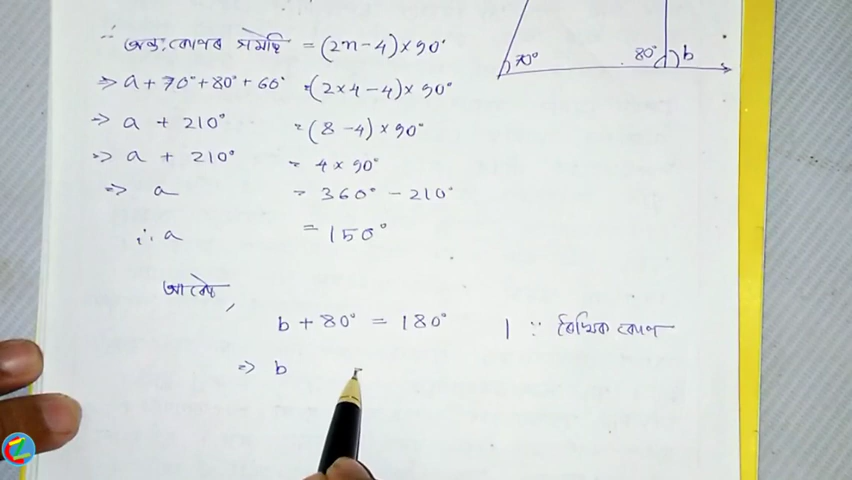 70° 80° b
∴ অন্তঃকোণৰ সমষ্টি = (2n-4)×90°
⇒ a + 70° + 80° + 60° = (2×4-4)×90°
⇒ a + 210° = (8-4)×90°
⇒ a + 210° = 4×90°
⇒ a = 360° - 210°
∴ a = 150°
b + 80° = 180° | ∵ ৰৈখিক কোণ
⇒ b